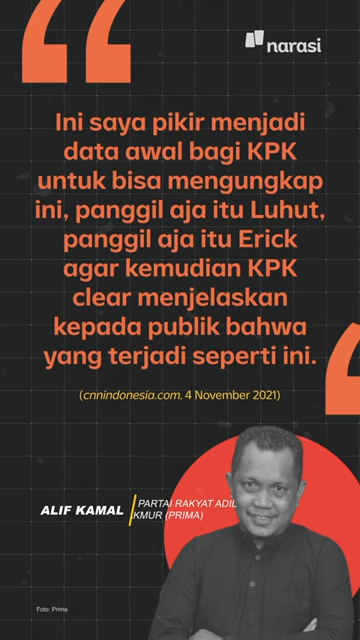 narasi
Ini saya pikir menjadi
data awal bagi KPK
untuk bisa mengungkap
ini, panggil aja itu Luhut,
panggil aja itu Erick
agar kemudian KPK
clear menjelaskan
kepada publik bahwa
yang terjadi seperti ini.
(cnnindonesia.com, 4 November 2021)
ALIF KAMAL
PARTAI RAKYAT ADIL
KMUR (PRIMA)
Foto: Prima